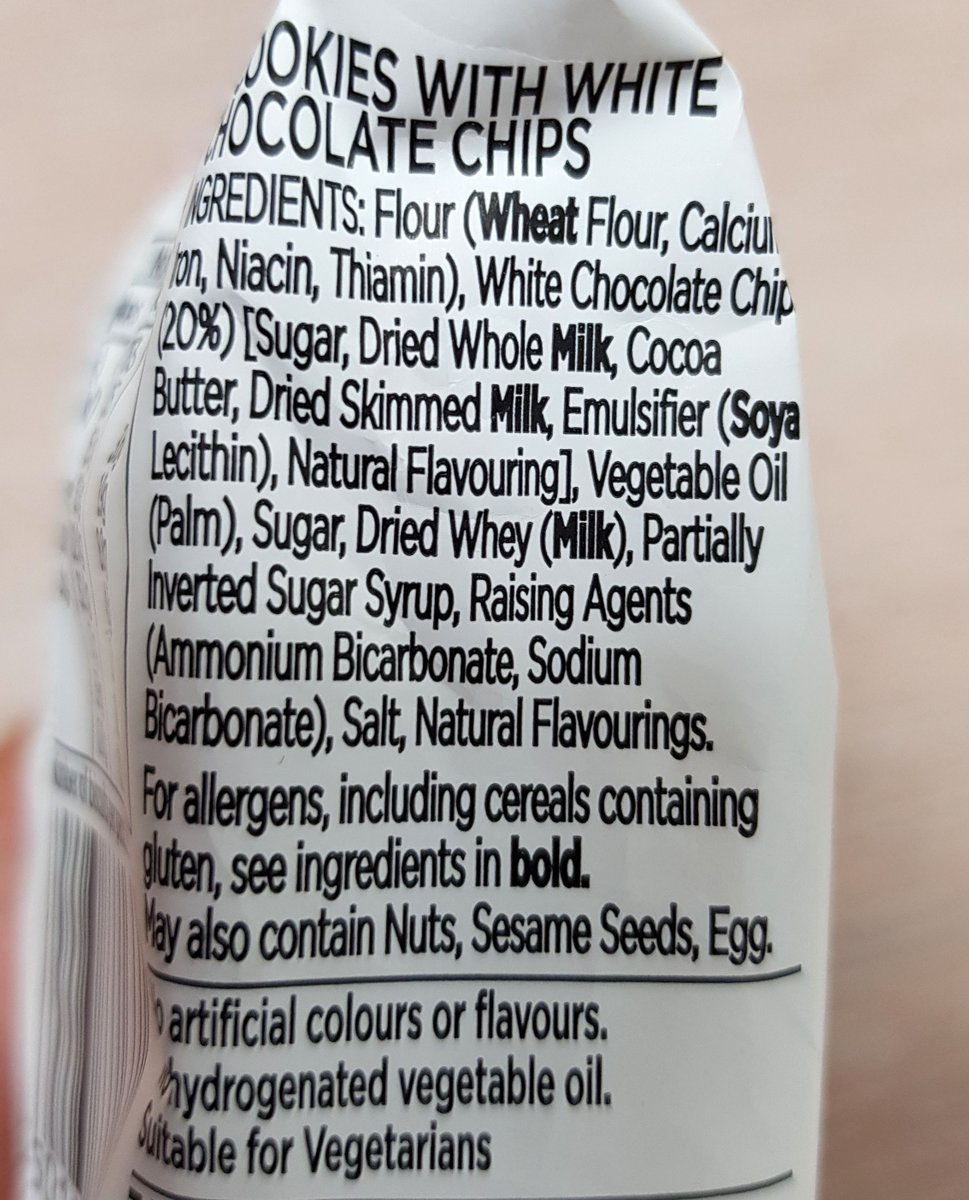 OOKIES WITH WHITE
HOCOLATE CHIPS
INGREDIENTS: Flour (Wheat Flour, Calcium
Iron, Niacin, Thiamin), White Chocolate Chip
(20%) [Sugar, Dried Whole Milk, Cocoa
Butter, Dried Skimmed Milk, Emulsifier (Soya
Lecithin), Natural Flavouring], Vegetable Oil
(Palm), Sugar, Dried Whey (Milk), Partially
Inverted Sugar Syrup, Raising Agents
(Ammonium Bicarbonate, Sodium
Bicarbonate), Salt, Natural Flavourings.
For allergens, including cereals containing
gluten, see ingredients in bold.
May also contain Nuts, Sesame Seeds, Egg.
o artificial colours or flavours.
hydrogenated vegetable oil.
Suitable for Vegetarians